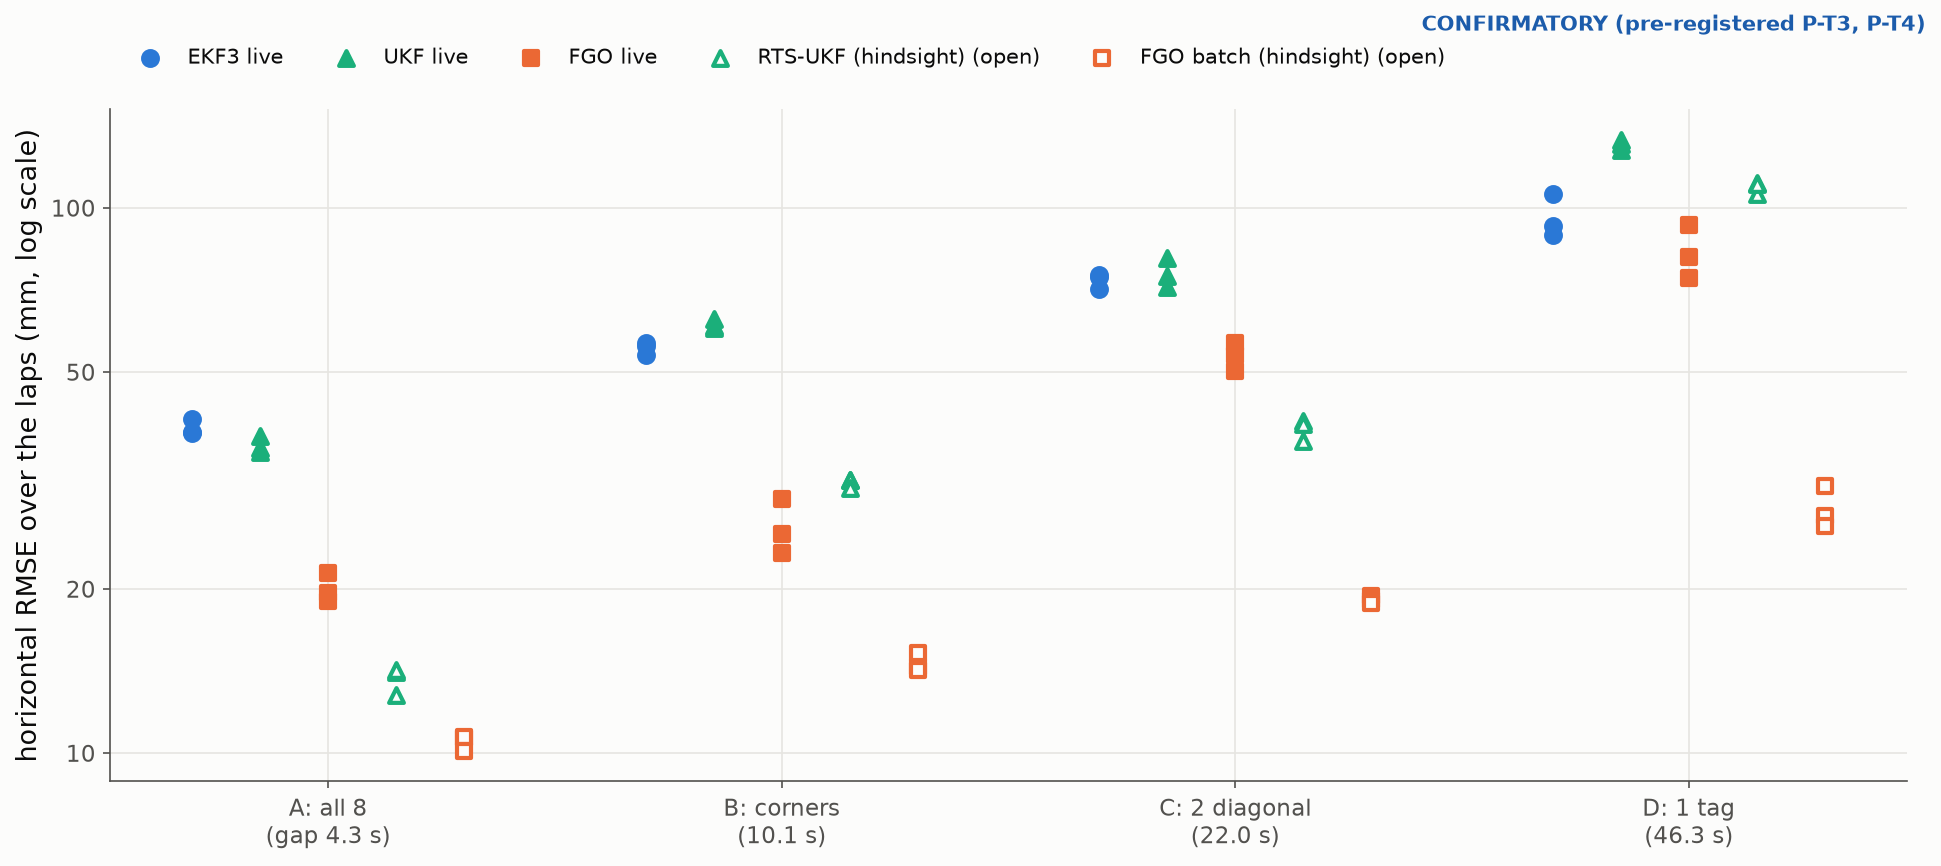 CONFIRMATORY (pre-registered P-T3, P-T4)
EKF3 live
UKF live
FGO live
RTS-UKF (hindsight) (open)
FGO batch (hindsight) (open)
horizontal RMSE over the laps (mm, log scale)
100
50
20
10
A: all 8
(gap 4.3 s)
B: corners
(10.1 s)
C: 2 diagonal
(22.0 s)
D: 1 tag
(46.3 s)